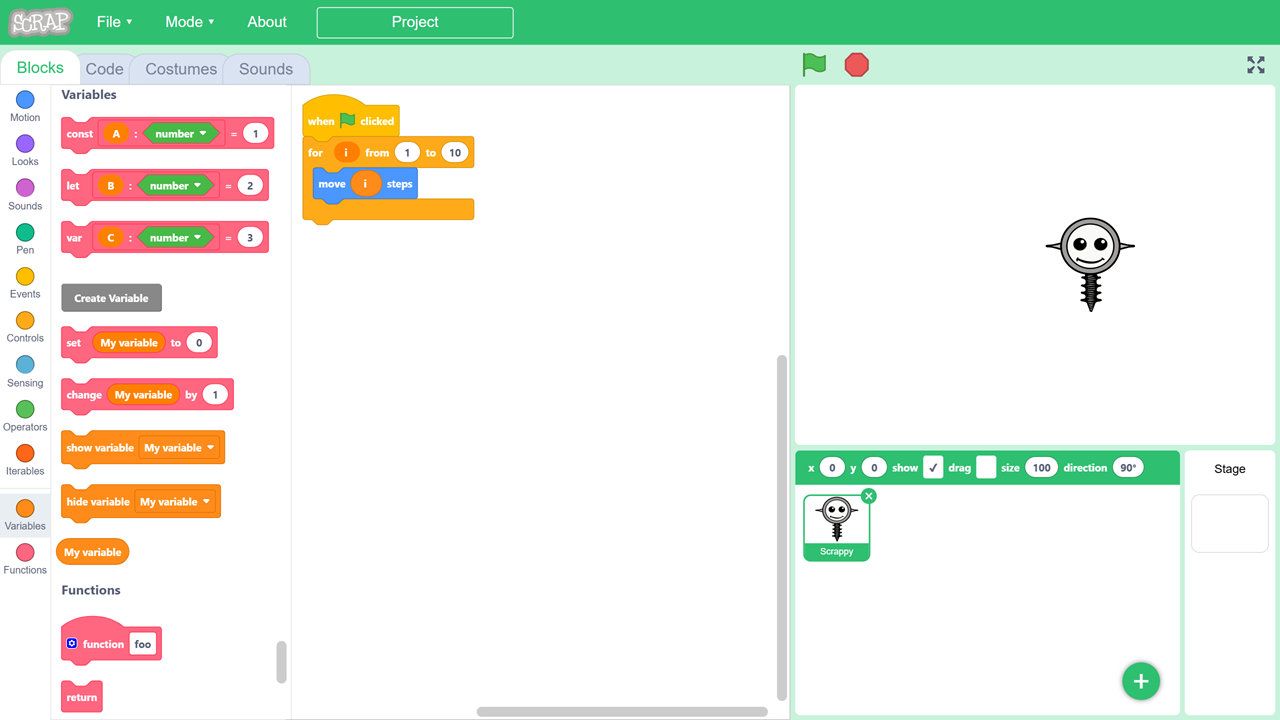 SCRAP File ▾ Mode ▾ About Project
Blocks Code Costumes Sounds
Motion
Looks
Sounds
Pen
Events
Controls
Sensing
Operators
Iterables
Variables
Functions
Variables
const A : number ▾ = 1
let B : number ▾ = 2
var C : number ▾ = 3
Create Variable
set My variable to 0
change My variable by 1
show variable My variable ▾
hide variable My variable ▾
My variable
Functions
function foo
return
when clicked
for i from 1 to 10
move i steps
x 0 y 0 show ✓ drag size 100 direction 90°
Scrappy
Stage